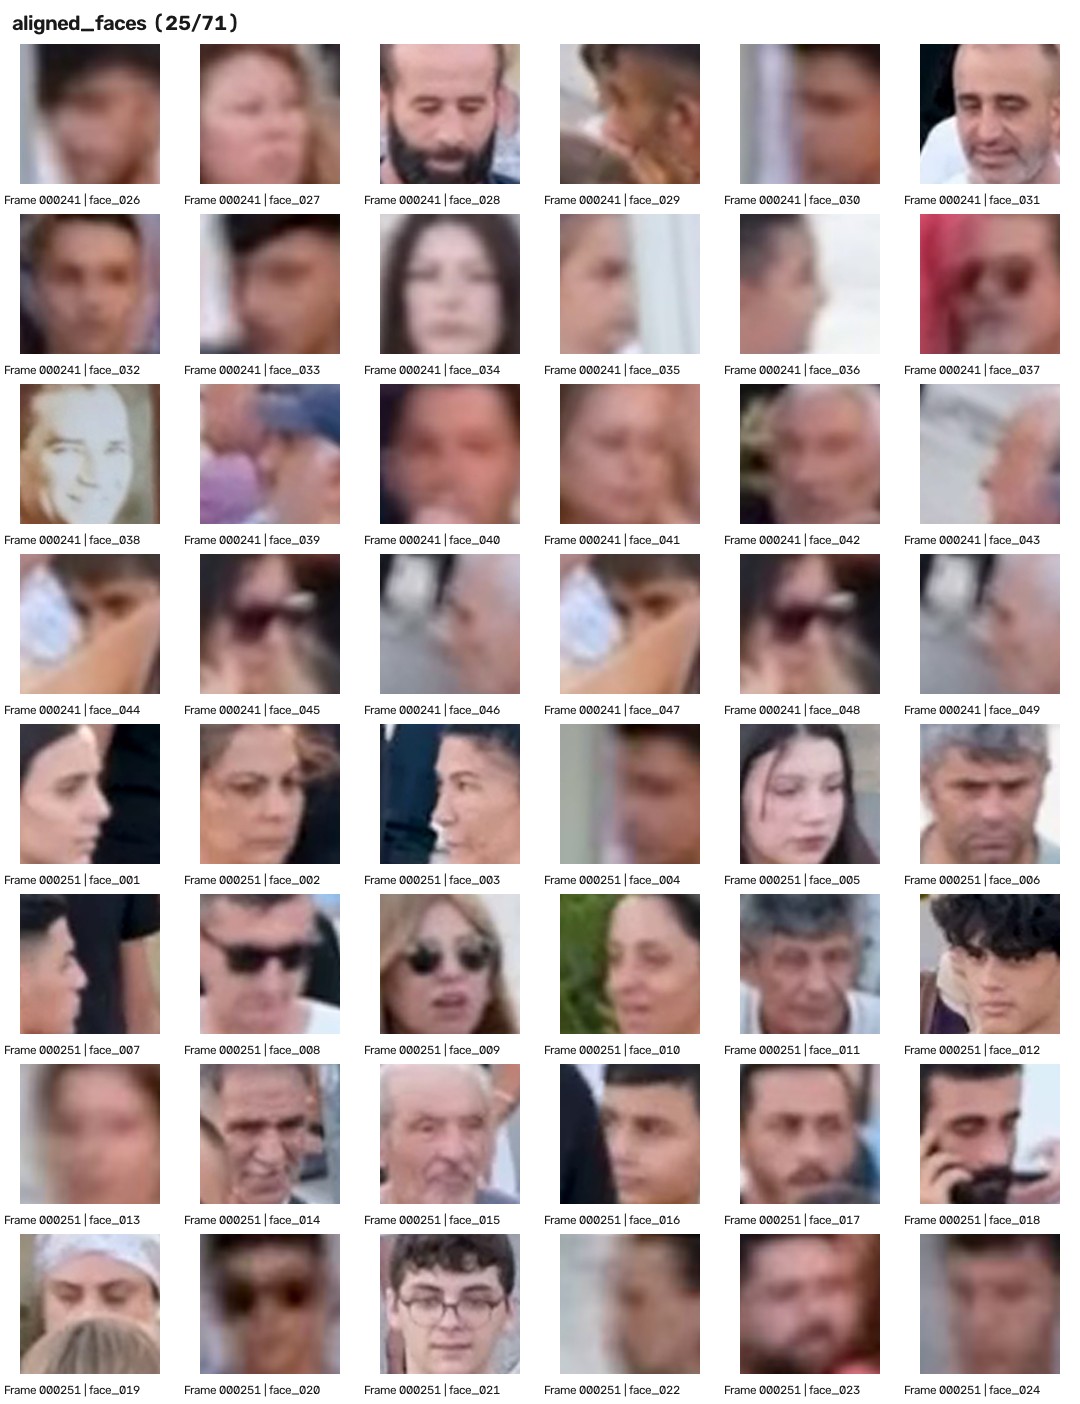 aligned_faces (25/71)
Frame 000241 | face_026
Frame 000241 | face_027
Frame 000241 | face_028
Frame 000241 | face_029
Frame 000241 | face_030
Frame 000241 | face_031
Frame 000241 | face_032
Frame 000241 | face_033
Frame 000241 | face_034
Frame 000241 | face_035
Frame 000241 | face_036
Frame 000241 | face_037
Frame 000241 | face_038
Frame 000241 | face_039
Frame 000241 | face_040
Frame 000241 | face_041
Frame 000241 | face_042
Frame 000241 | face_043
Frame 000241 | face_044
Frame 000241 | face_045
Frame 000241 | face_046
Frame 000241 | face_047
Frame 000241 | face_048
Frame 000241 | face_049
Frame 000251 | face_001
Frame 000251 | face_002
Frame 000251 | face_003
Frame 000251 | face_004
Frame 000251 | face_005
Frame 000251 | face_006
Frame 000251 | face_007
Frame 000251 | face_008
Frame 000251 | face_009
Frame 000251 | face_010
Frame 000251 | face_011
Frame 000251 | face_012
Frame 000251 | face_013
Frame 000251 | face_014
Frame 000251 | face_015
Frame 000251 | face_016
Frame 000251 | face_017
Frame 000251 | face_018
Frame 000251 | face_019
Frame 000251 | face_020
Frame 000251 | face_021
Frame 000251 | face_022
Frame 000251 | face_023
Frame 000251 | face_024